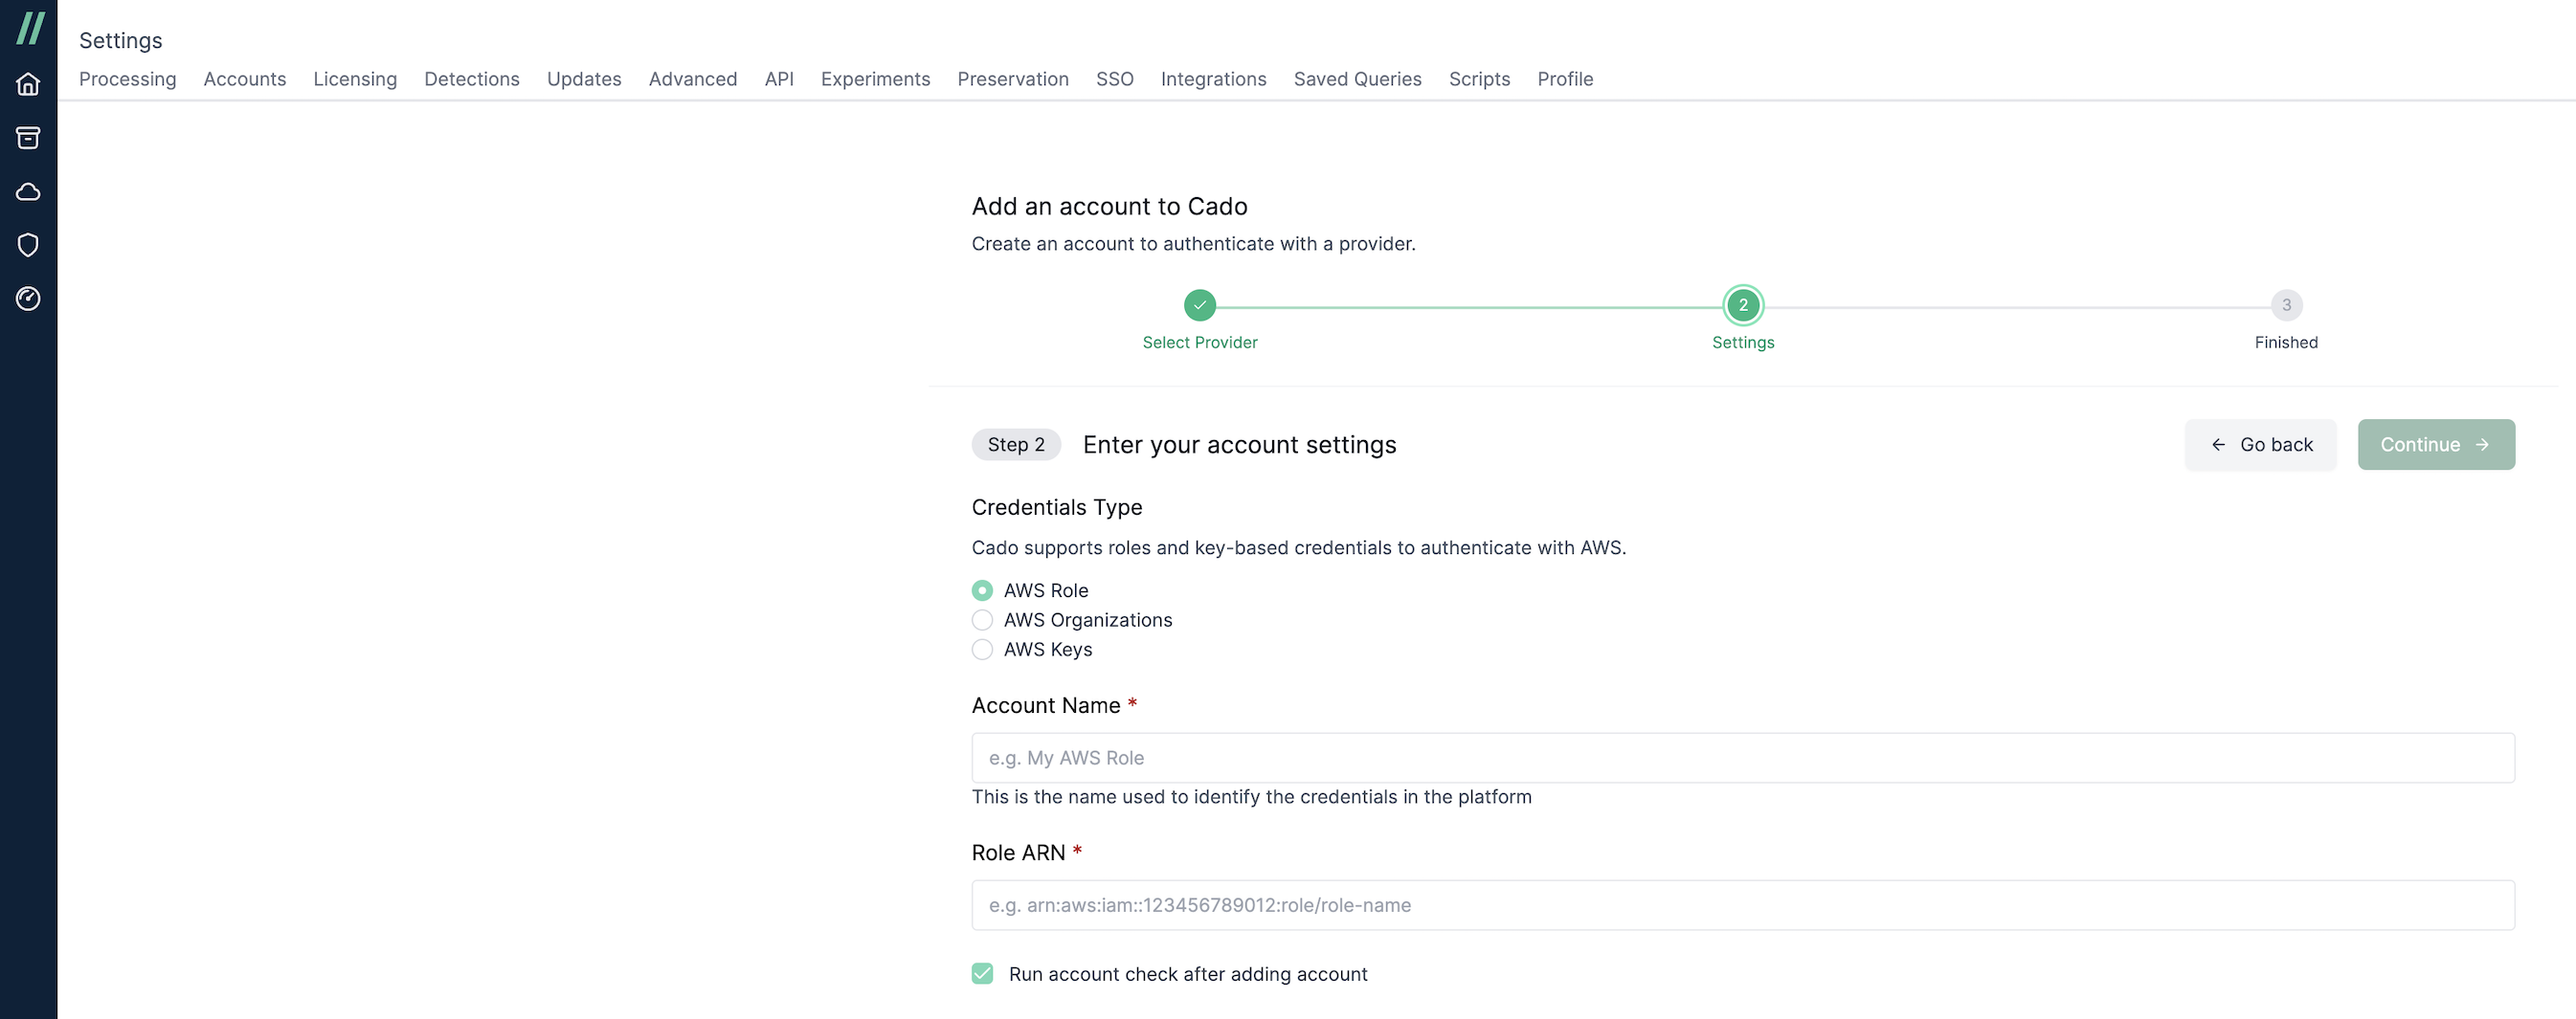 Settings
Processing Accounts Licensing Detections Updates Advanced API Experiments Preservation SSO Integrations Saved Queries Scripts Profile
Add an account to Cado
Create an account to authenticate with a provider.
2 3
Select Provider Settings Finished
Step 2 Enter your account settings Go back Continue
Credentials Type
Cado supports roles and key-based credentials to authenticate with AWS.
AWS Role
AWS Organizations
AWS Keys
Account Name *
e.g. My AWS Role
This is the name used to identify the credentials in the platform
Role ARN *
e.g. arn:aws:iam::123456789012:role/role-name
Run account check after adding account